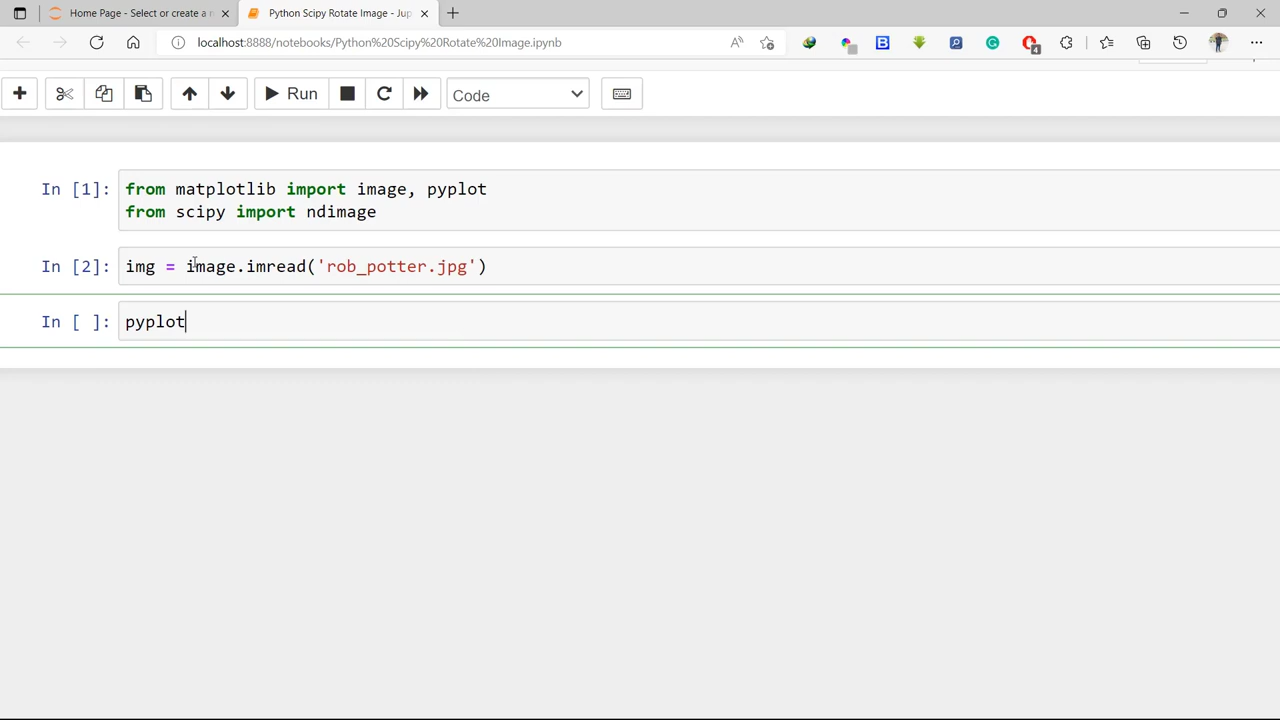 Home Page - Select or create a n
Python Scipy Rotate Image - Jup
localhost:8888/notebooks/Python%20Scipy%20Rotate%20Image.ipynb
Run
Code
In [1]:
from matplotlib import image, pyplot
from scipy import ndimage
In [2]:
img = image.imread('rob_potter.jpg')
In [ ]:
pyplot